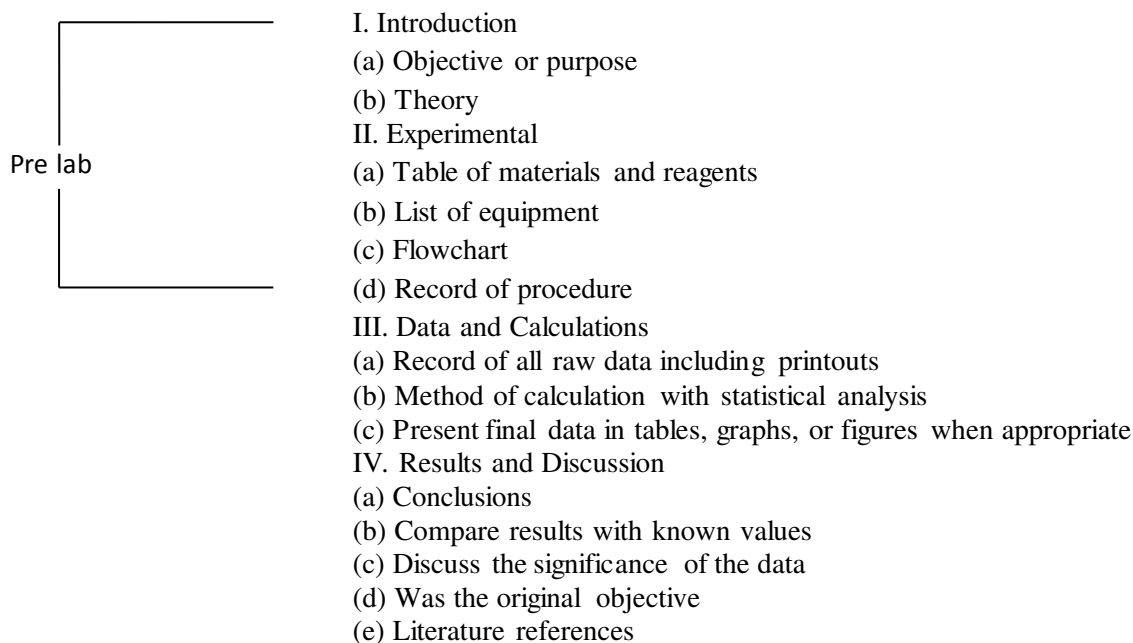 I. Introduction
(a) Objective or purpose
(b) Theory
II. Experimental
Pre lab
(a) Table of materials and reagents
(b) List of equipment
(c) Flowchart
(d) Record of procedure
III. Data and Calculations
(a) Record of all raw data including printouts
(b) Method of calculation with statistical analysis
(c) Present final data in tables, graphs, or figures when appropriate
IV. Results and Discussion
(a) Conclusions
(b) Compare results with known values
(c) Discuss the significance of the data
(d) Was the original objective
(e) Literature references